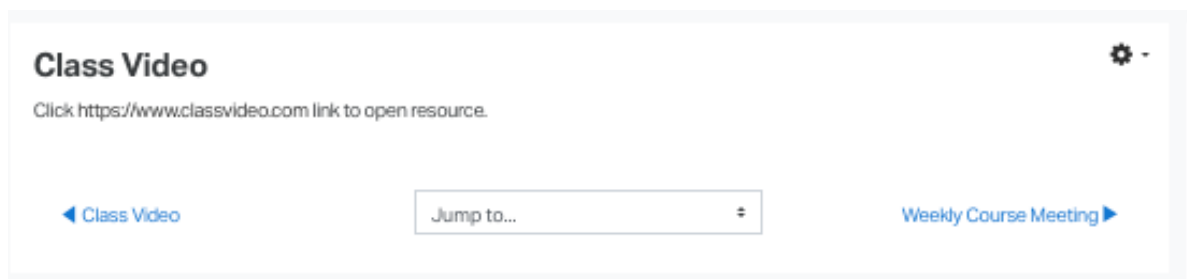 Class Video
Click https://www.classvideo.com link to open resource.
◀ Class Video
Jump to...
Weekly Course Meeting ▶